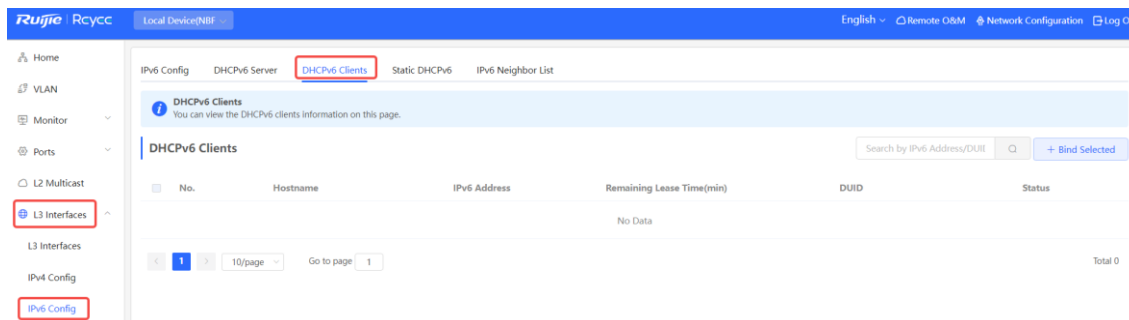 Ruijie Rcycc Local Device(NBF English Remote O&M Network Configuration Log O
Home
VLAN
Monitor
Ports
L2 Multicast
L3 Interfaces
L3 Interfaces
IPv4 Config
IPv6 Config
IPv6 Config DHCPv6 Server DHCPv6 Clients Static DHCPv6 IPv6 Neighbor List
DHCPv6 Clients
You can view the DHCPv6 clients information on this page.
DHCPv6 Clients Search by IPv6 Address/DUII + Bind Selected
No. Hostname IPv6 Address Remaining Lease Time(min) DUID Status
No Data
< 1 > 10/page Go to page 1 Total 0